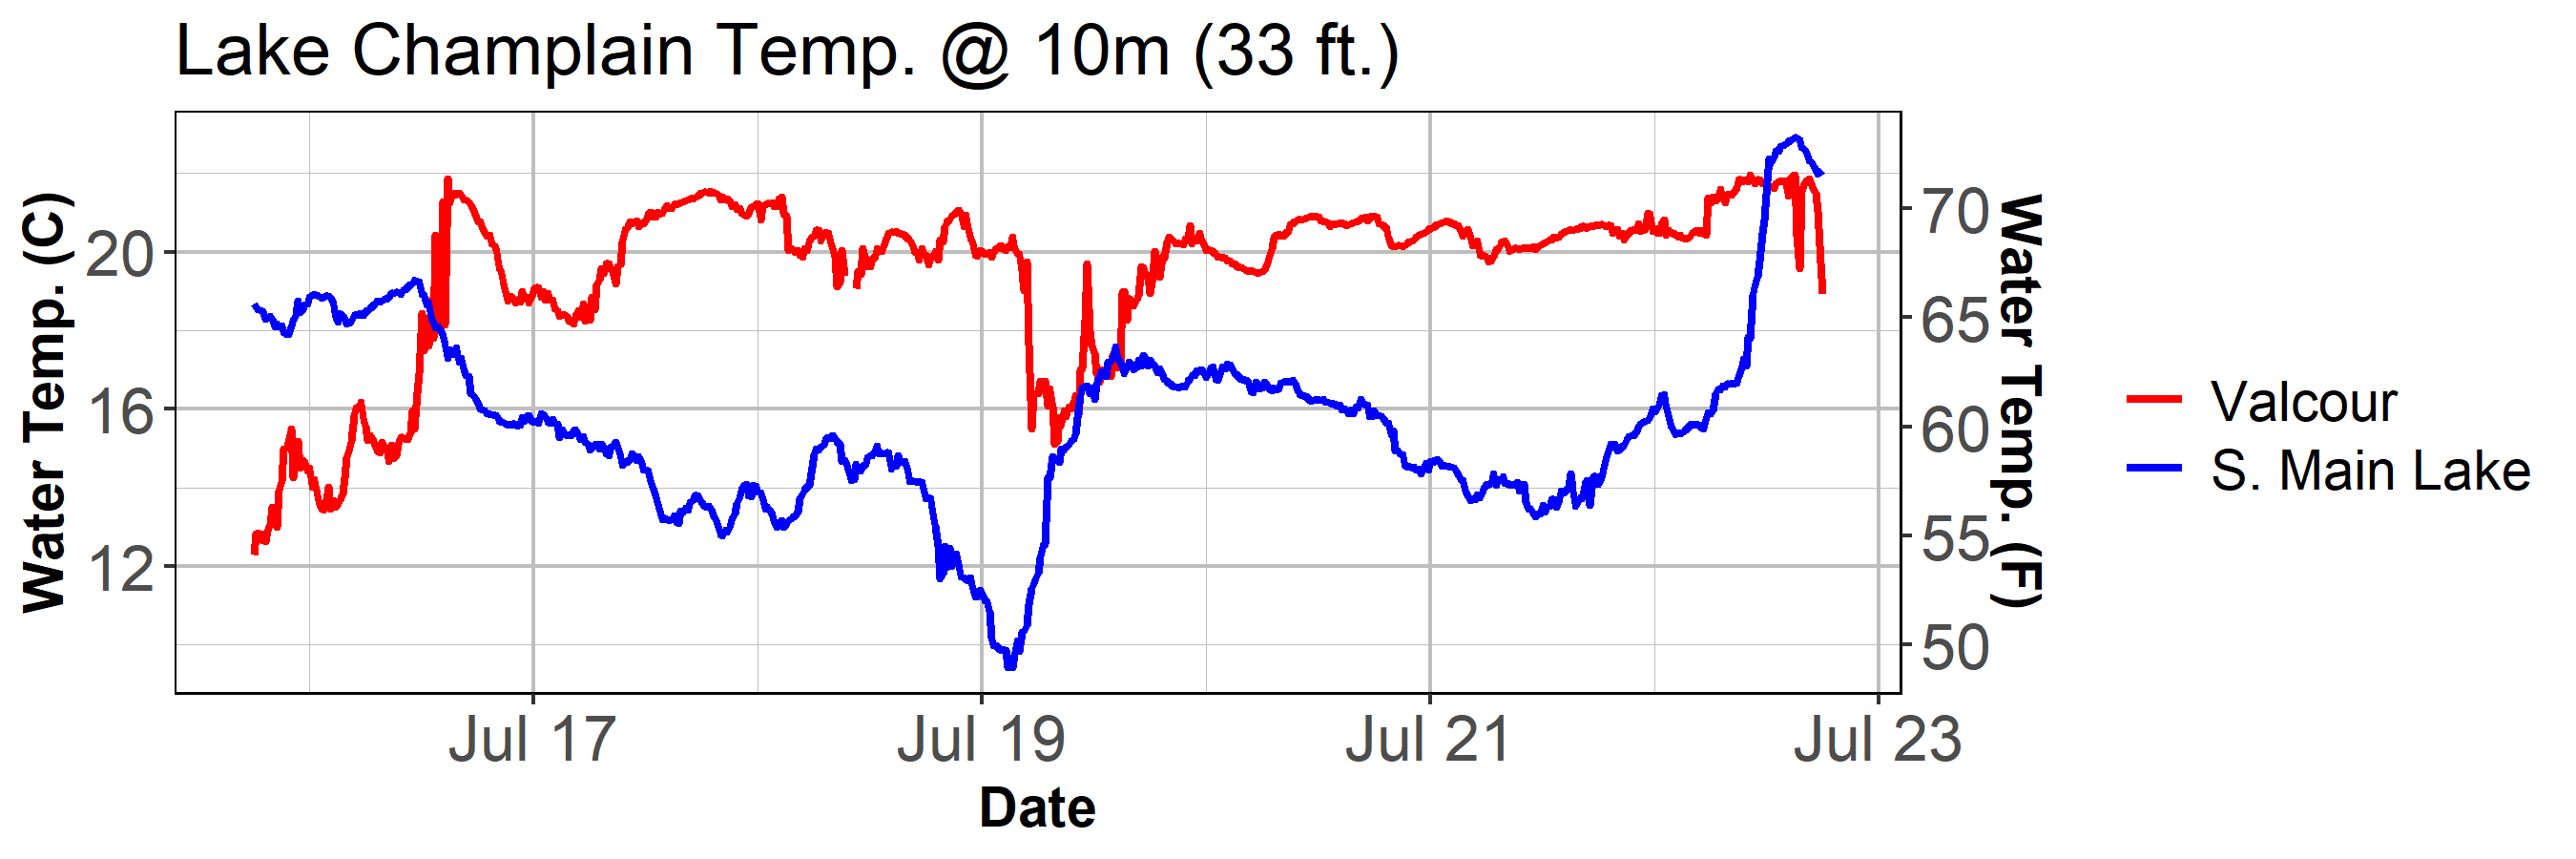 Lake Champlain Temp. @ 10m (33 ft.)
Water Temp. (C)
20
16
12
70
65
60
55
50
Water Temp. (F)
Jul 17 Jul 19 Jul 21 Jul 23
Date
Valcour
S. Main Lake